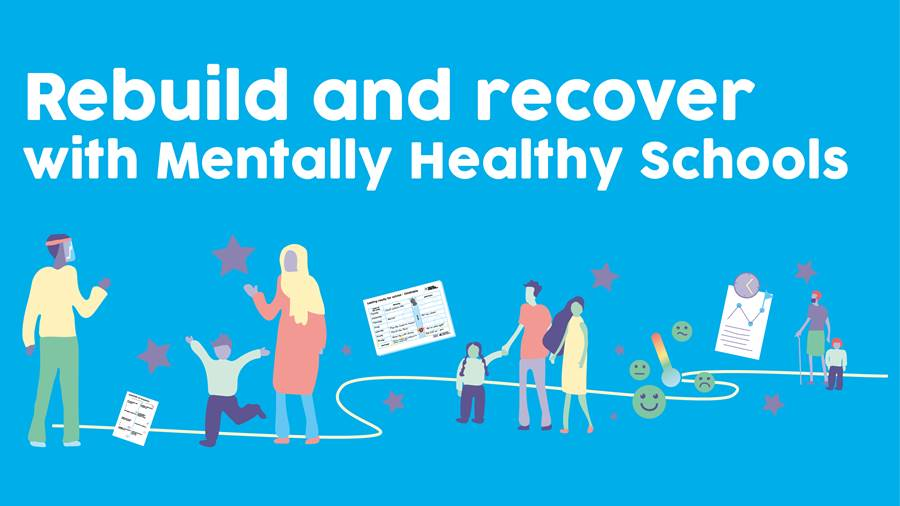 Rebuild and recover
with Mentally Healthy Schools